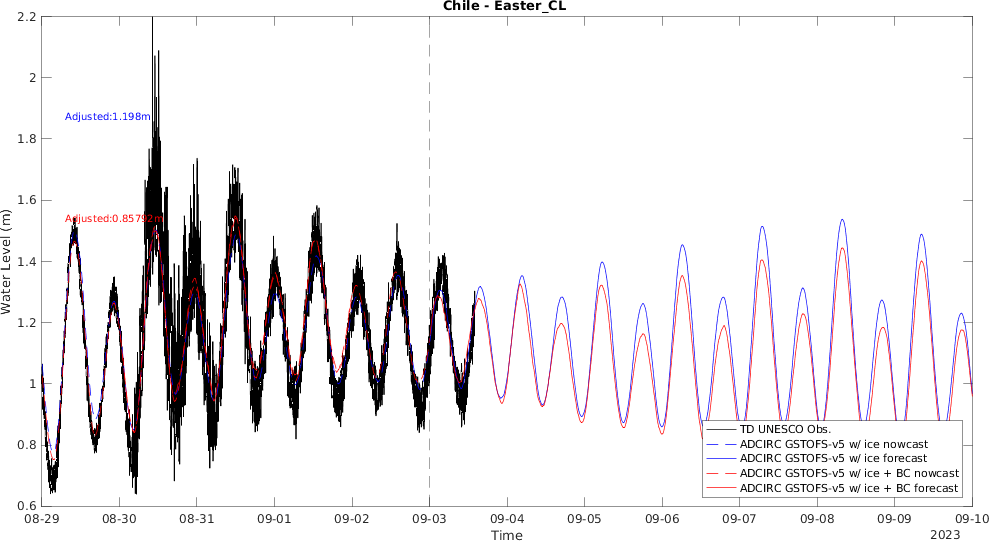 Chile - Easter_CL
Water Level (m)
2.2
2
1.8
1.6
1.4
1.2
1
0.8
0.6
Adjusted:1.198m
Adjusted:0.85792m
TD UNESCO Obs.
ADCIRC GSTOFS-v5 w/ ice nowcast
ADCIRC GSTOFS-v5 w/ ice forecast
ADCIRC GSTOFS-v5 w/ ice + BC nowcast
ADCIRC GSTOFS-v5 w/ ice + BC forecast
08-29 08-30 08-31 09-01 09-02 09-03 09-04 09-05 09-06 09-07 09-08 09-09 09-10
Time
2023